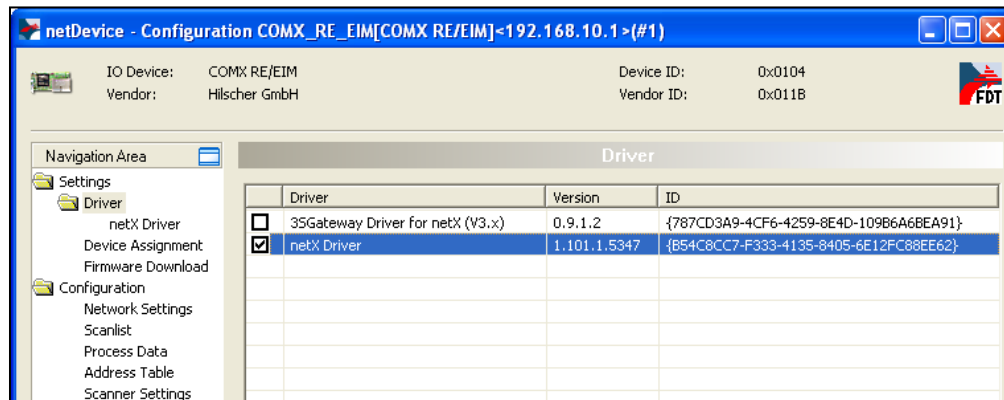 netDevice - Configuration COMX_RE_EIM[COMX RE/EIM]<192.168.10.1>(#1)
IO Device: COMX RE/EIM Device ID: 0x0104
Vendor: Hilscher GmbH Vendor ID: 0x011B
FDT
Navigation Area
Driver
Settings
Driver
netX Driver
Device Assignment
Firmware Download
Configuration
Network Settings
Scanlist
Process Data
Address Table
Scanner Settings
Driver Version ID
3SGateway Driver for netX (V3.x) 0.9.1.2 {787CD3A9-4CF6-4259-8E4D-109B6A6BEA91}
netX Driver 1.101.1.5347 {B54C8CC7-F333-4135-8405-6E12FC88EE62}